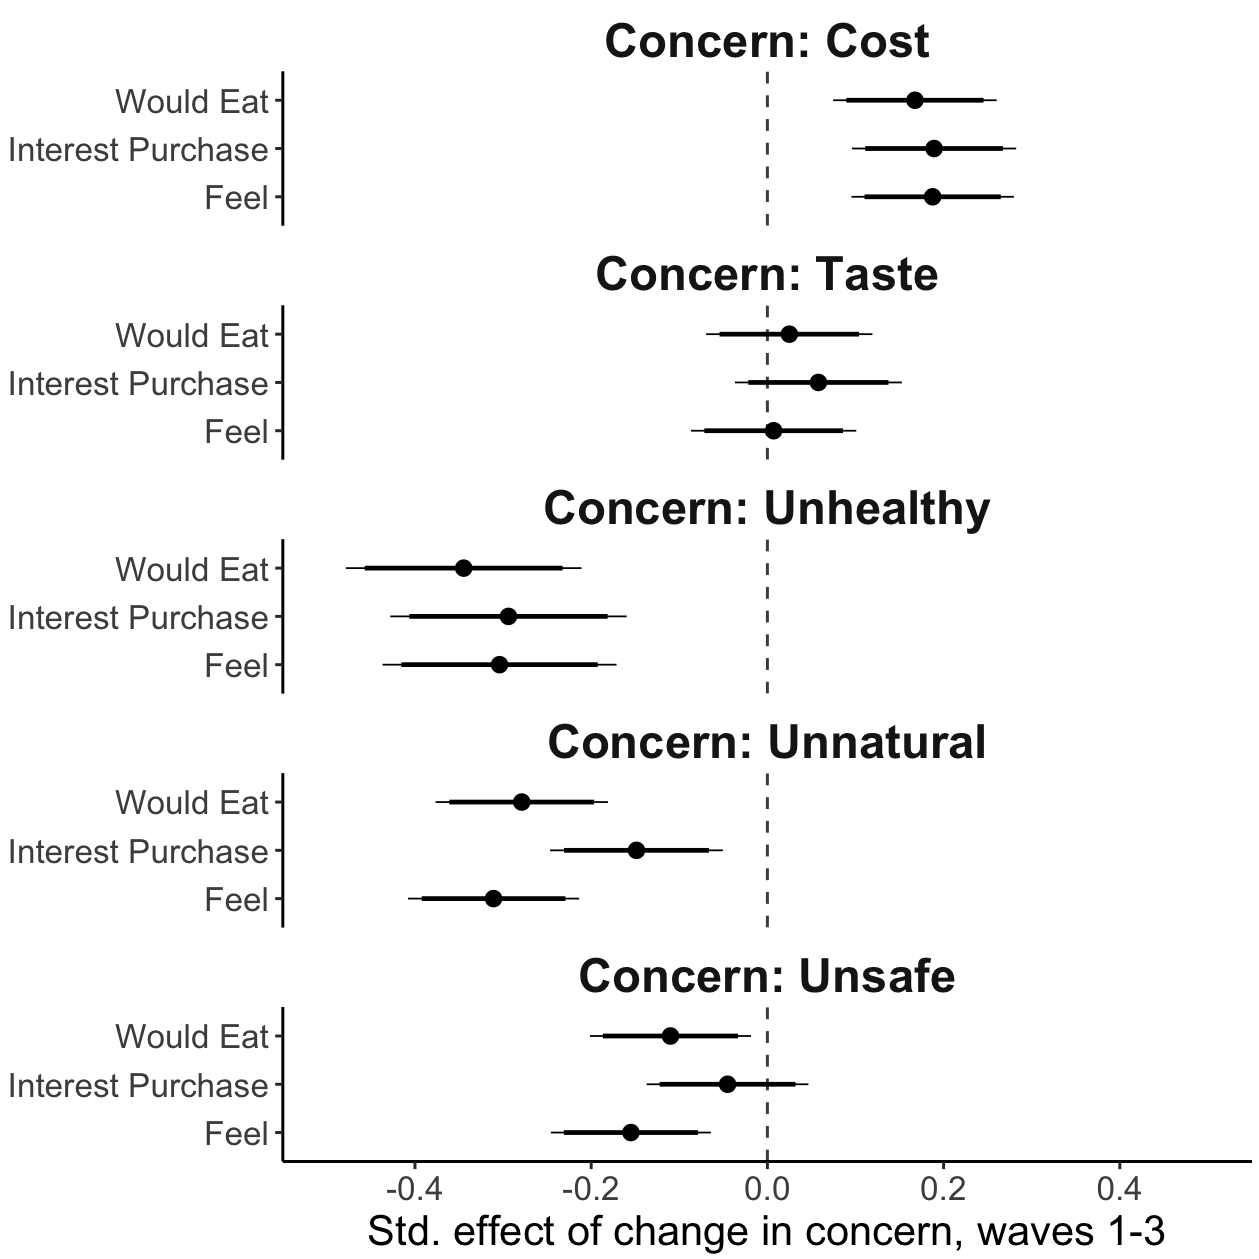 Concern: Cost
Would Eat
Interest Purchase
Feel
Concern: Taste
Would Eat
Interest Purchase
Feel
Concern: Unhealthy
Would Eat
Interest Purchase
Feel
Concern: Unnatural
Would Eat
Interest Purchase
Feel
Concern: Unsafe
Would Eat
Interest Purchase
Feel
-0.4 -0.2 0.0 0.2 0.4
Std. effect of change in concern, waves 1-3